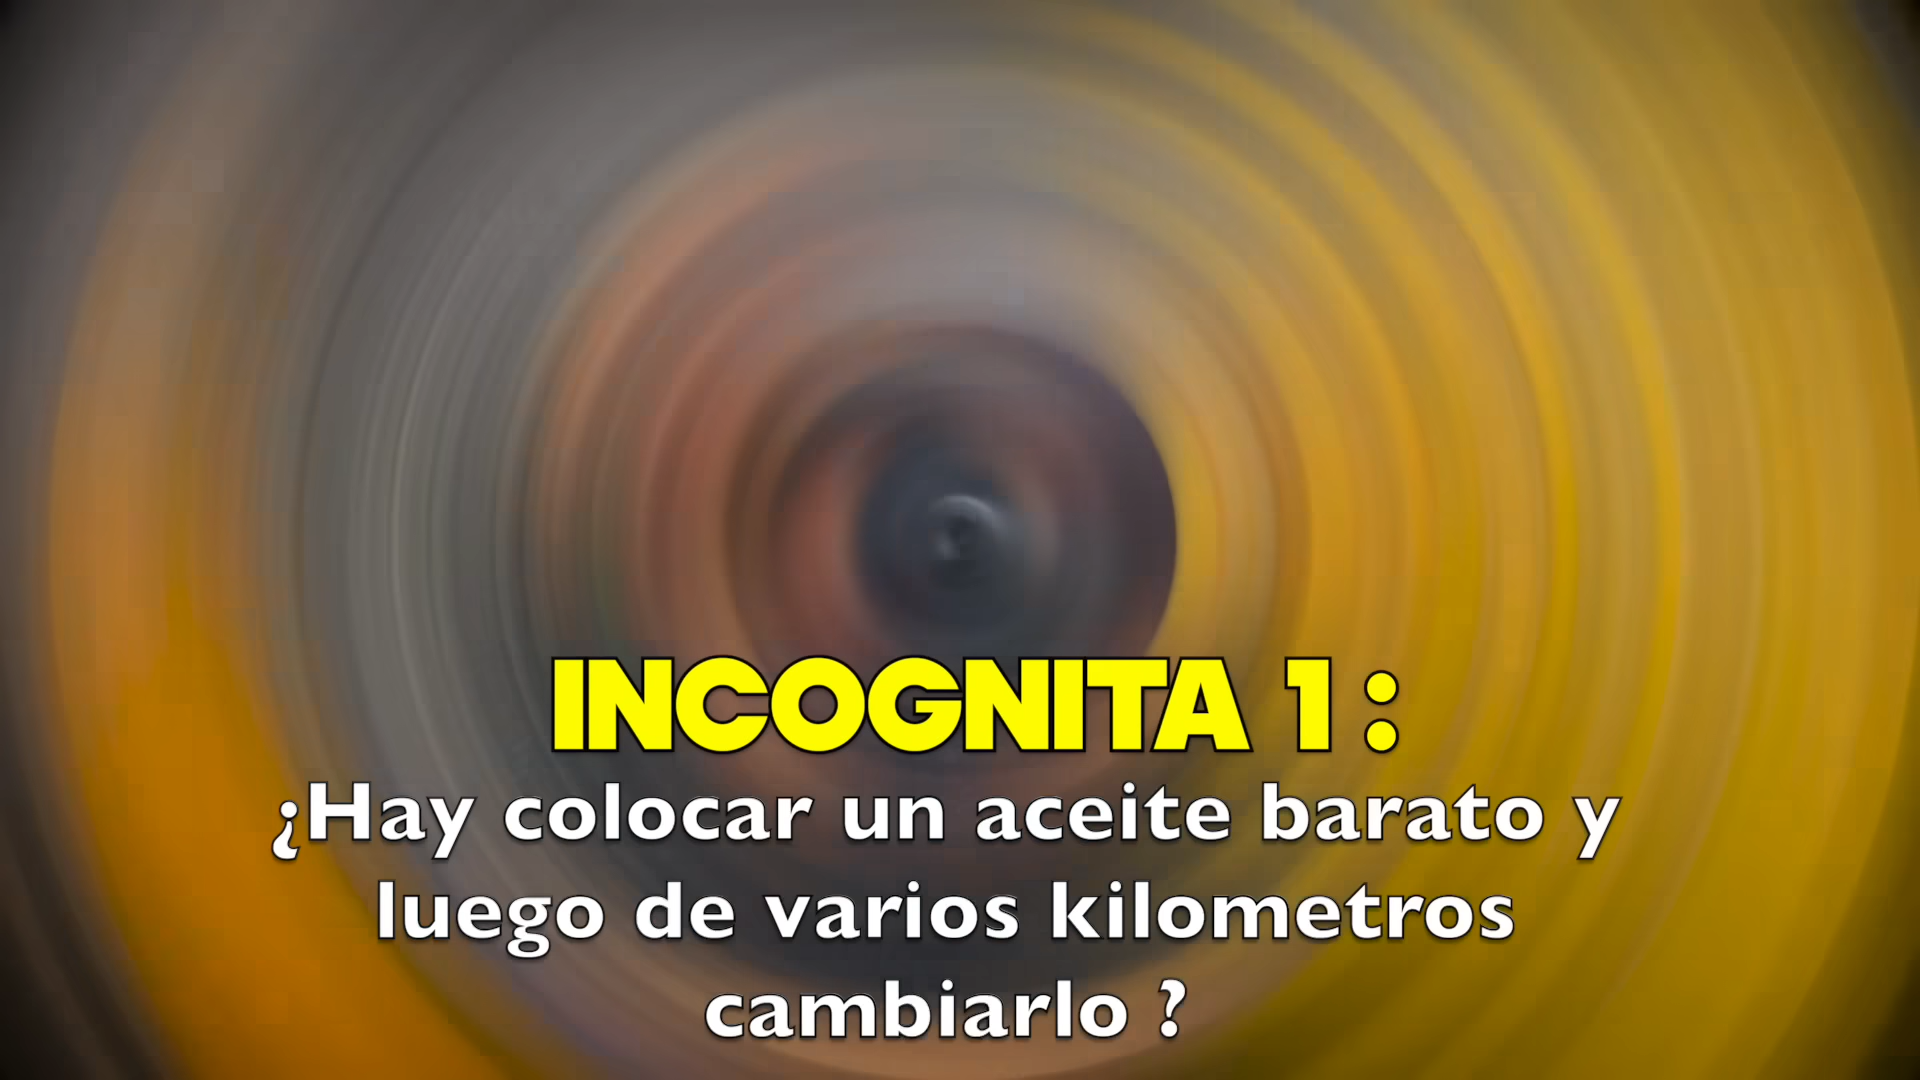 INCOGNITA 1 :
¿Hay colocar un aceite barato y
luego de varios kilometros
cambiarlo ?